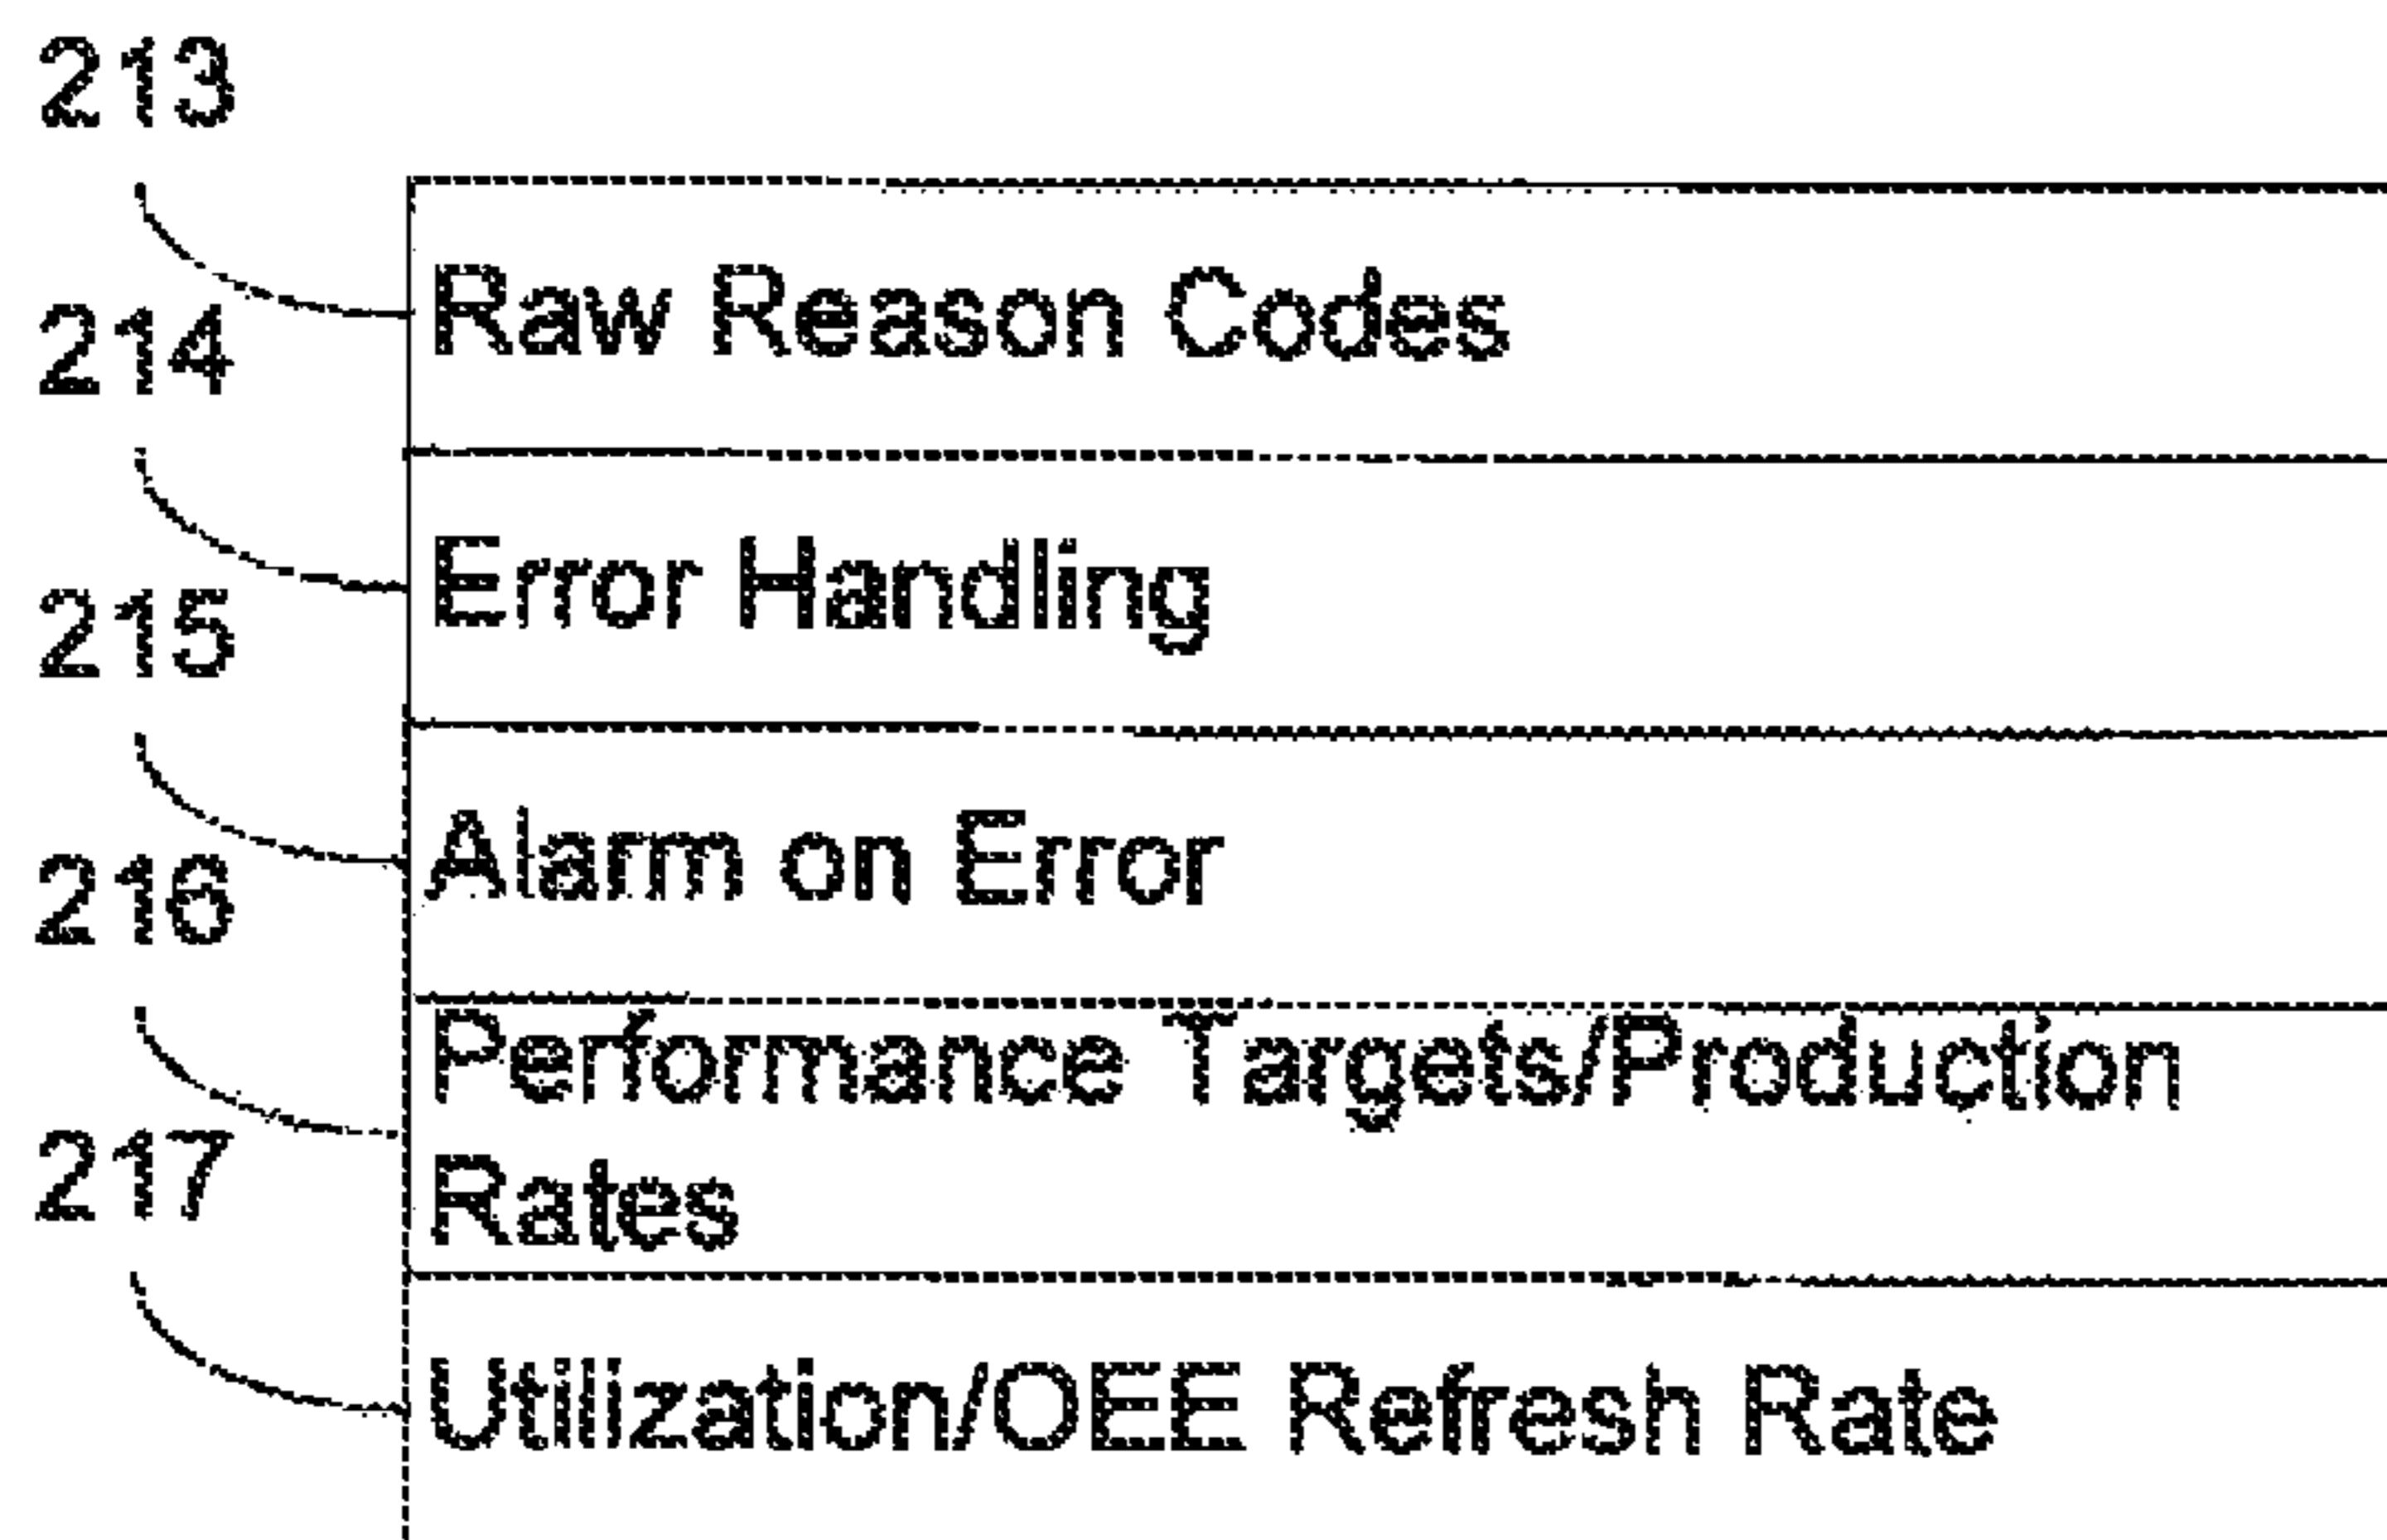 213
Raw Reason Codes
214
Error Handling
215
Alarm on Error
216
Performance Targets/Production
Rates
217
Utilization/OEE Refresh Rate